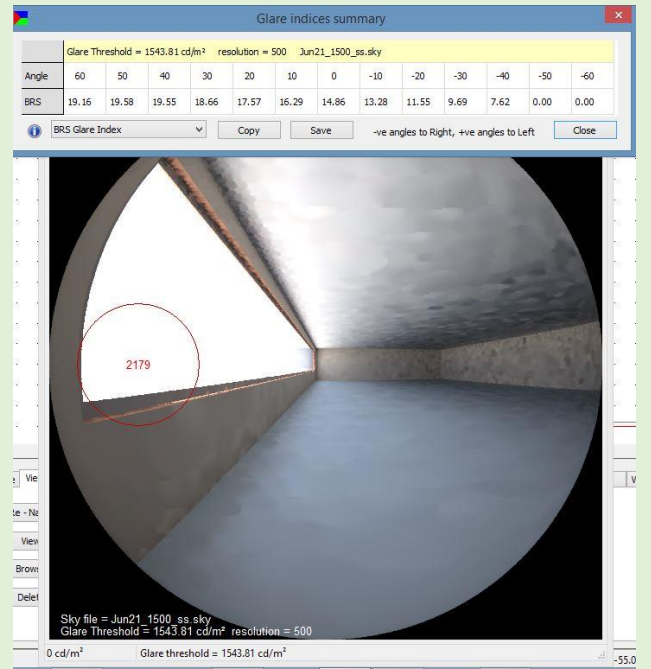 Glare indices summary
Glare Threshold = 1543.81 cd/m² resolution = 500 Jun21_1500_ss.sky
Angle 60 50 40 30 20 10 0 -10 -20 -30 -40 -50 -60
BRS 19.16 19.58 19.55 18.66 17.57 16.29 14.86 13.28 11.55 9.69 7.62 0.00 0.00
BRS Glare Index Copy Save -ve angles to Right, +ve angles to Left Close
2179
Vie
View
Brows
Delet
Sky file = Jun21_1500_ss.sky
Glare Threshold = 1543.81 cd/m² resolution = 500
0 cd/m² Glare threshold = 1543.81 cd/m²
-55.0